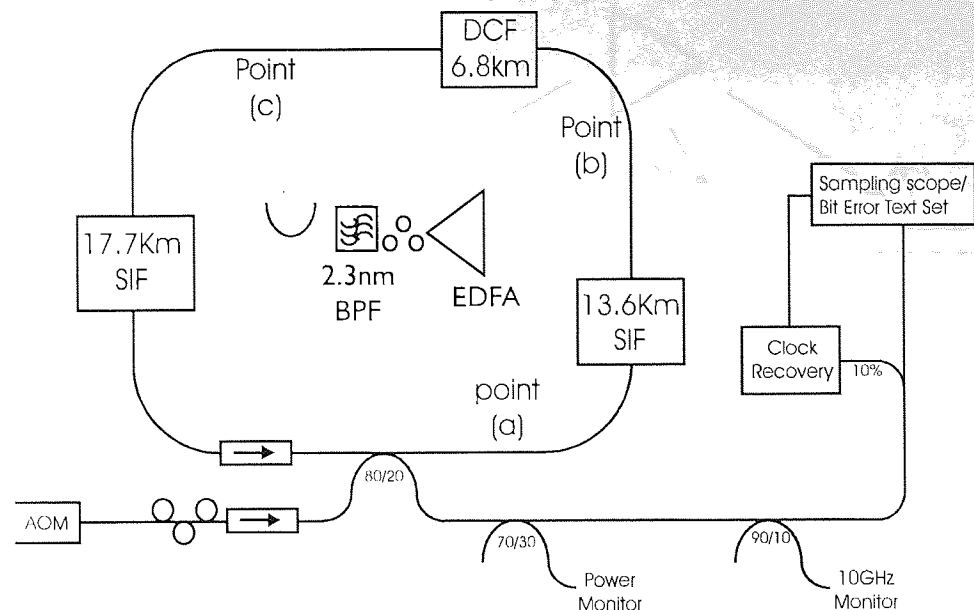 DCF
6.8km
Point
(c)
Point
(b)
Sampling scope/
Bit Error Text Set
17.7Km
SIF
2.3nm
BPF
EDFA
13.6Km
SIF
Clock
Recovery
10%
point
(a)
80/20
AOM
70/30
90/10
Power
Monitor
10GHz
Monitor